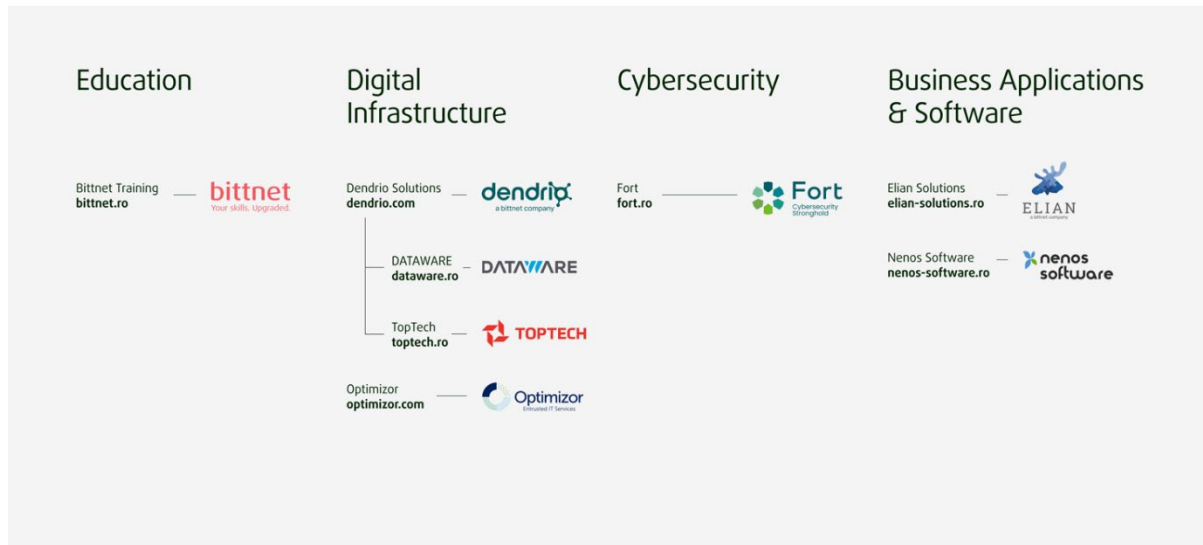 Education
Bittnet Training
bittnet.ro
bittnet
Your skills. Upgraded.
Digital
Infrastructure
Dendrio Solutions
dendrio.com
dendrio
a bittnet company
DATAWARE
dataware.ro
DATAWARE
TopTech
toptech.ro
TOPTECH
Optimizor
optimizor.com
Optimizor
Entrusted IT Services
Cybersecurity
Fort
fort.ro
Fort
Cybersecurity
Stronghold
Business Applications
& Software
Elian Solutions
elian-solutions.ro
ELIAN
a bittnet company
Nenos Software
nenos-software.ro
nenos
software